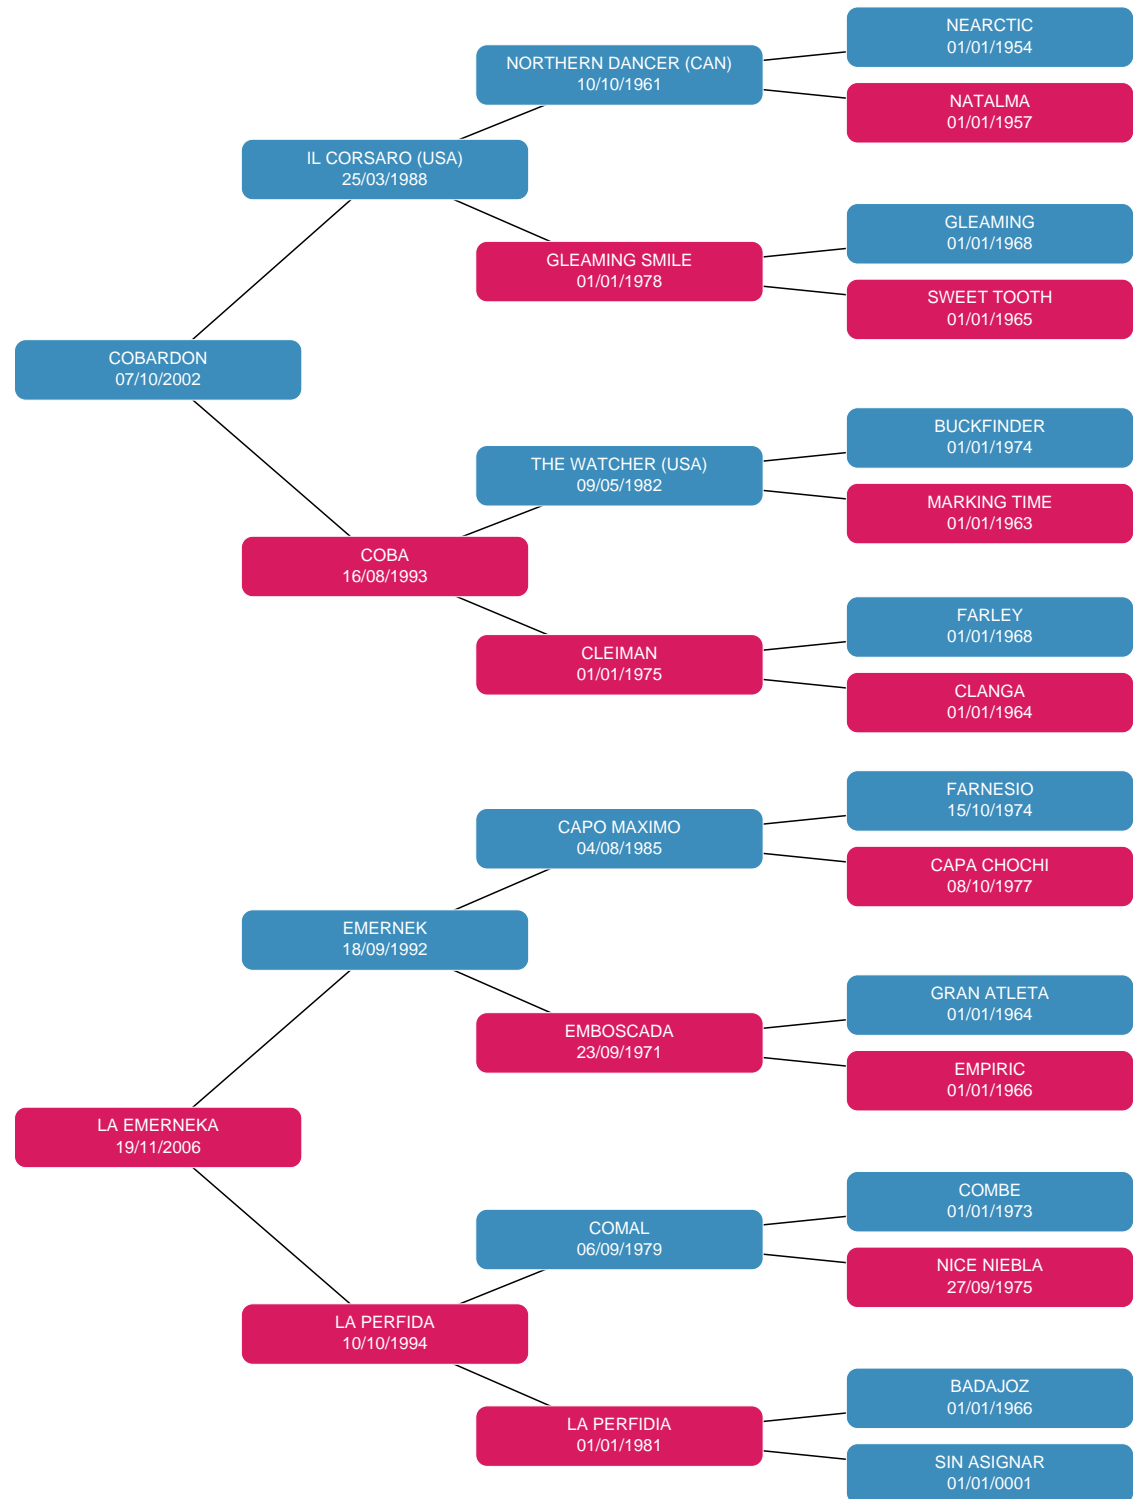 NEARCTIC
01/01/1954
NORTHERN DANCER (CAN)
10/10/1961
NATALMA
01/01/1957
IL CORSARO (USA)
25/03/1988
GLEAMING
01/01/1968
GLEAMING SMILE
01/01/1978
SWEET TOOTH
01/01/1965
COBARDON
07/10/2002
BUCKFINDER
01/01/1974
THE WATCHER (USA)
09/05/1982
MARKING TIME
01/01/1963
COBA
16/08/1993
FARLEY
01/01/1968
CLEIMAN
01/01/1975
CLANGA
01/01/1964
FARNESIO
15/10/1974
CAPO MAXIMO
04/08/1985
CAPA CHOCHI
08/10/1977
EMERNEK
18/09/1992
GRAN ATLETA
01/01/1964
EMBOSCADA
23/09/1971
EMPIRIC
01/01/1966
LA EMERNEKA
19/11/2006
COMBE
01/01/1973
COMAL
06/09/1979
NICE NIEBLA
27/09/1975
LA PERFIDA
10/10/1994
BADAJOZ
01/01/1966
LA PERFIDIA
01/01/1981
SIN ASIGNAR
01/01/0001